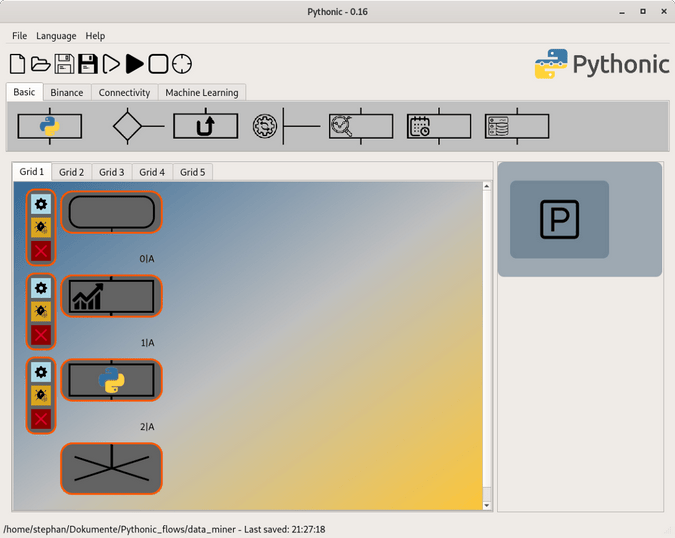 Pythonic - 0.16
File Language Help
Pythonic
Basic Binance Connectivity Machine Learning
Grid 1 Grid 2 Grid 3 Grid 4 Grid 5
P
0|A
1|A
2|A
/home/stephan/Dokumente/Pythonic_flows/data_miner - Last saved: 21:27:18